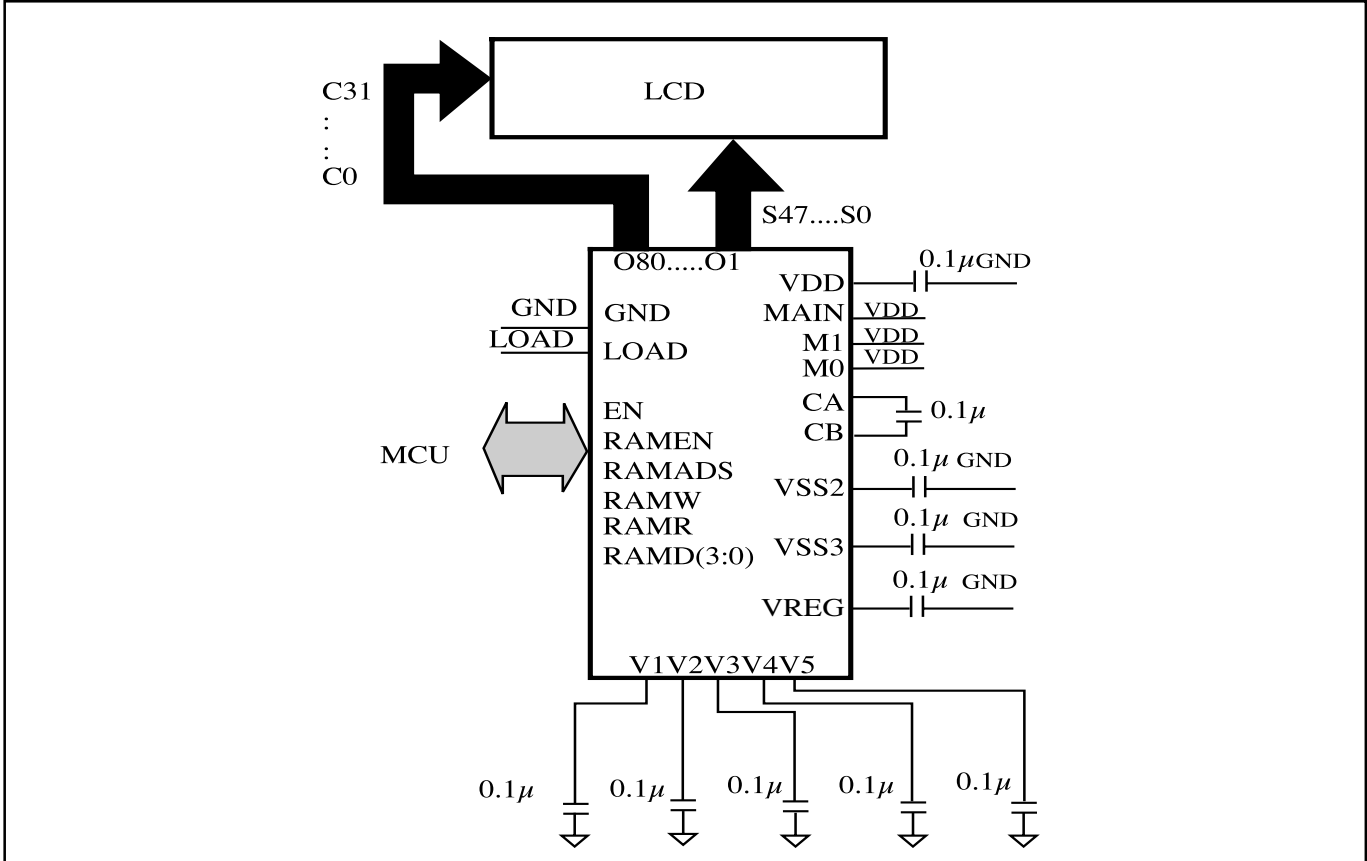 LCD
C31
:
:
C0
S47....S0
O80.....O1
0.1µGND
VDD
GND
GND
MAIN
VDD
LOAD
LOAD
M1
VDD
M0
VDD
CA
0.1µ
CB
EN
RAMEN
RAMADS
RAMW
RAMR
RAMD(3:0)
MCU
0.1µ GND
VSS2
0.1µ GND
VSS3
0.1µ GND
VREG
V1V2V3V4V5
0.1µ
0.1µ
0.1µ
0.1µ
0.1µ